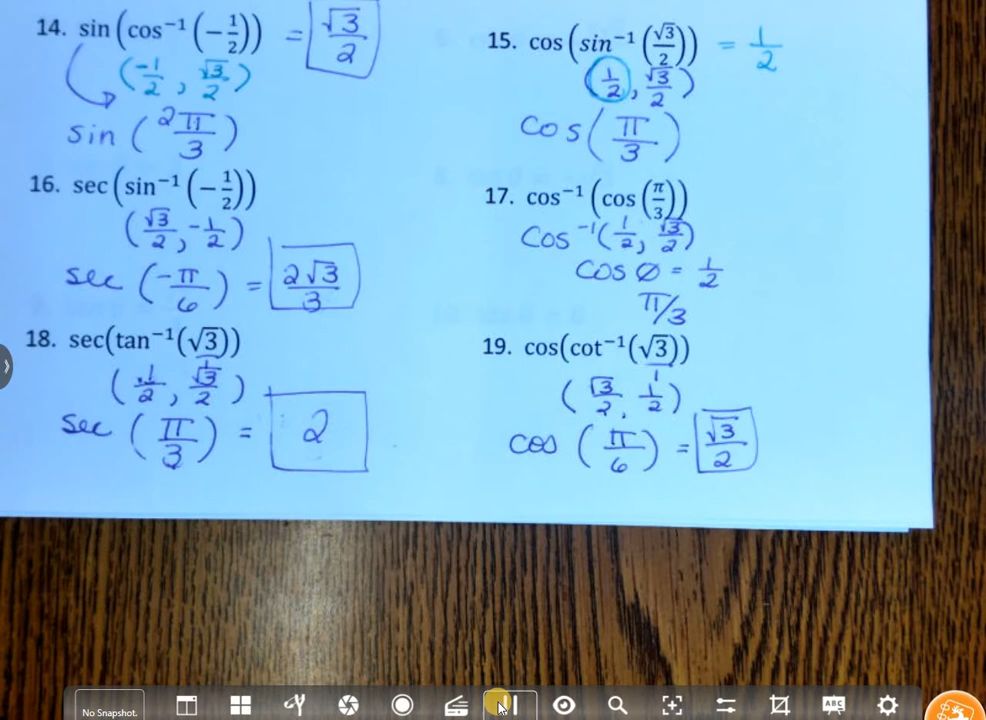 14. sin(cos⁻¹(-1/2)) = √3/2
(-1/2, √3/2)
sin (2π/3)
15. cos(sin⁻¹(√3/2)) = 1/2
(1/2, √3/2)
cos(π/3)
16. sec(sin⁻¹(-1/2))
(√3/2, -1/2)
sec (-π/6) = 2√3/3
17. cos⁻¹(cos(π/3))
cos⁻¹(1/2, √3/2)
cos Ø = 1/2
π/3
18. sec(tan⁻¹(√3))
(1/2, √3/2)
sec (π/3) = 2
19. cos(cot⁻¹(√3))
(√3/2, 1/2)
cos (π/6) = √3/2
No Snapshot.
ABC